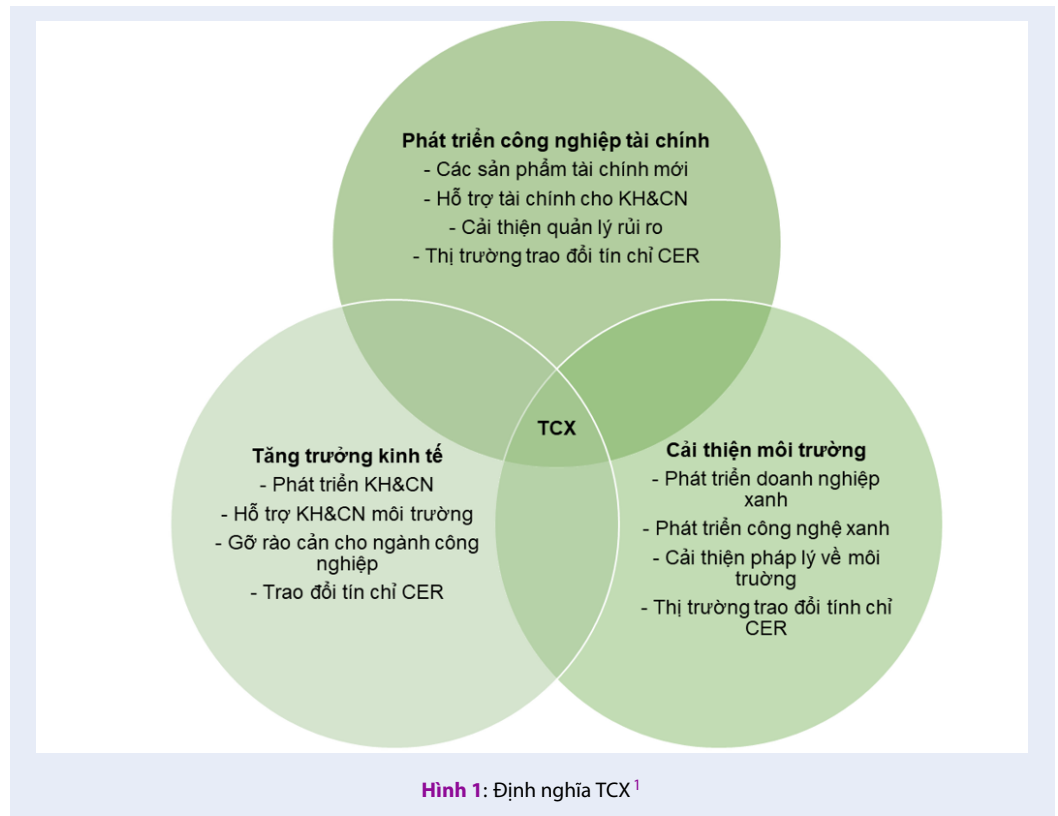 Phát triển công nghiệp tài chính
- Các sản phẩm tài chính mới
- Hỗ trợ tài chính cho KH&CN
- Cải thiện quản lý rủi ro
- Thị trường trao đổi tín chỉ CER
TCX
Tăng trưởng kinh tế
- Phát triển KH&CN
- Hỗ trợ KH&CN môi trường
- Gỡ rào cản cho ngành công
nghiệp
- Trao đổi tín chỉ CER
Cải thiện môi trường
- Phát triển doanh nghiệp
xanh
- Phát triển công nghệ xanh
- Cải thiện pháp lý về môi
truờng
- Thị trường trao đổi tính chỉ
CER
Hình 1: Định nghĩa TCX 1